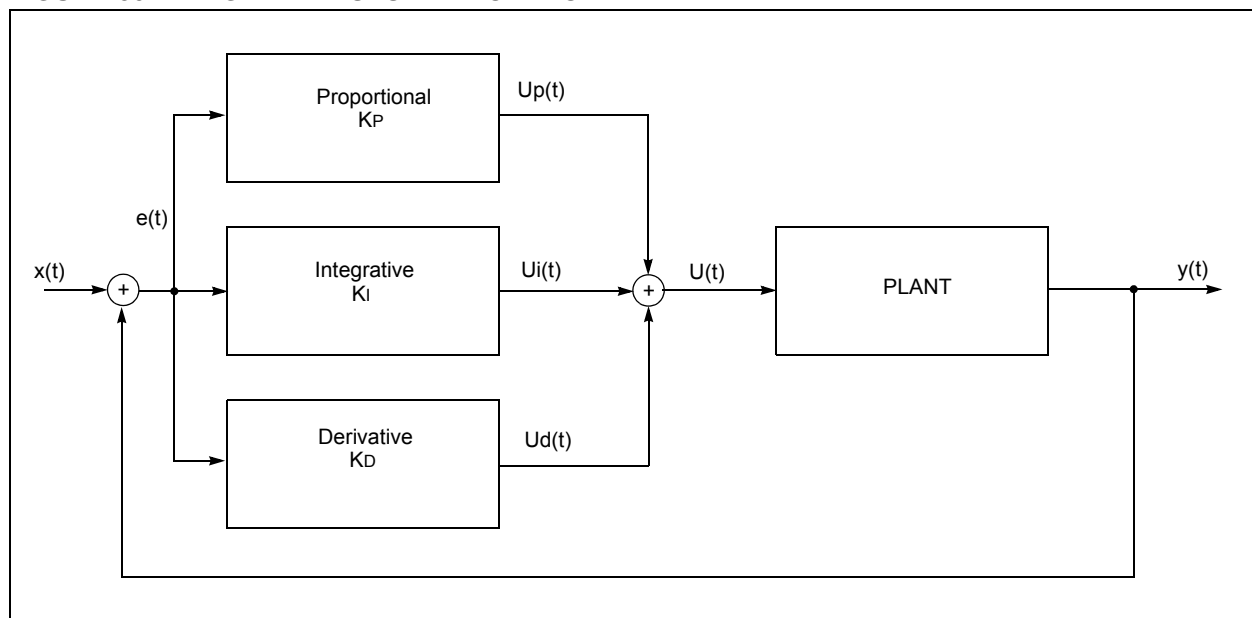 Proportional
KP
Up(t)
e(t)
x(t)
+
Integrative
KI
Ui(t)
+
U(t)
PLANT
y(t)
Derivative
KD
Ud(t)